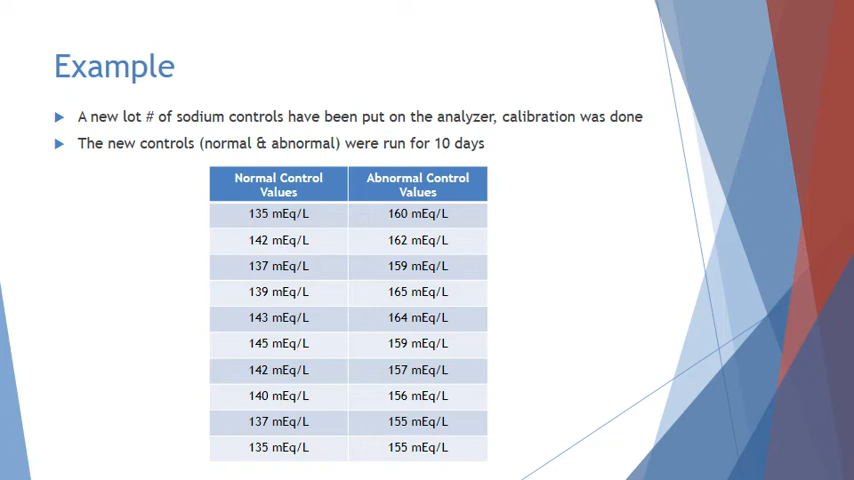 Example
A new lot # of sodium controls have been put on the analyzer, calibration was done
The new controls (normal & abnormal) were run for 10 days
Normal Control Values Abnormal Control Values
135 mEq/L 160 mEq/L
142 mEq/L 162 mEq/L
137 mEq/L 159 mEq/L
139 mEq/L 165 mEq/L
143 mEq/L 164 mEq/L
145 mEq/L 159 mEq/L
142 mEq/L 157 mEq/L
140 mEq/L 156 mEq/L
137 mEq/L 155 mEq/L
135 mEq/L 155 mEq/L